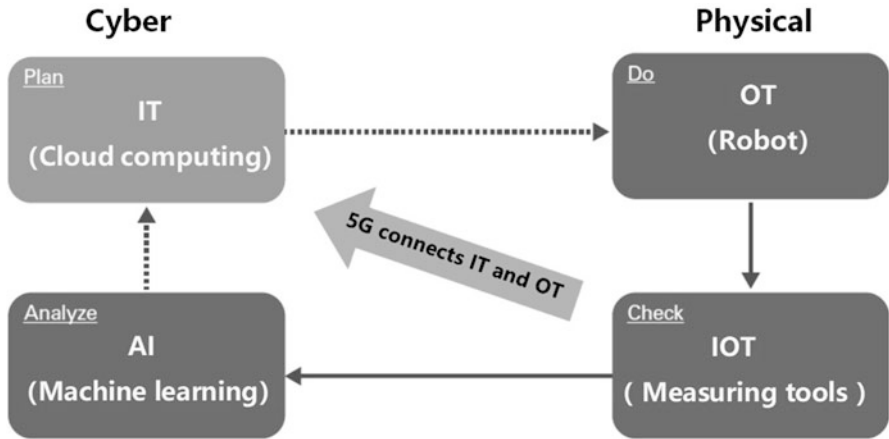 Cyber
Physical
Plan
IT
(Cloud computing)
Do
OT
(Robot)
5G connects IT and OT
Analyze
AI
(Machine learning)
Check
IOT
( Measuring tools )